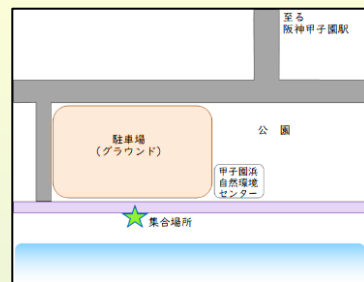 至る
阪神甲子園駅
公園
駐車場
（グラウンド）
甲子園浜
自然環境
センター
集合場所